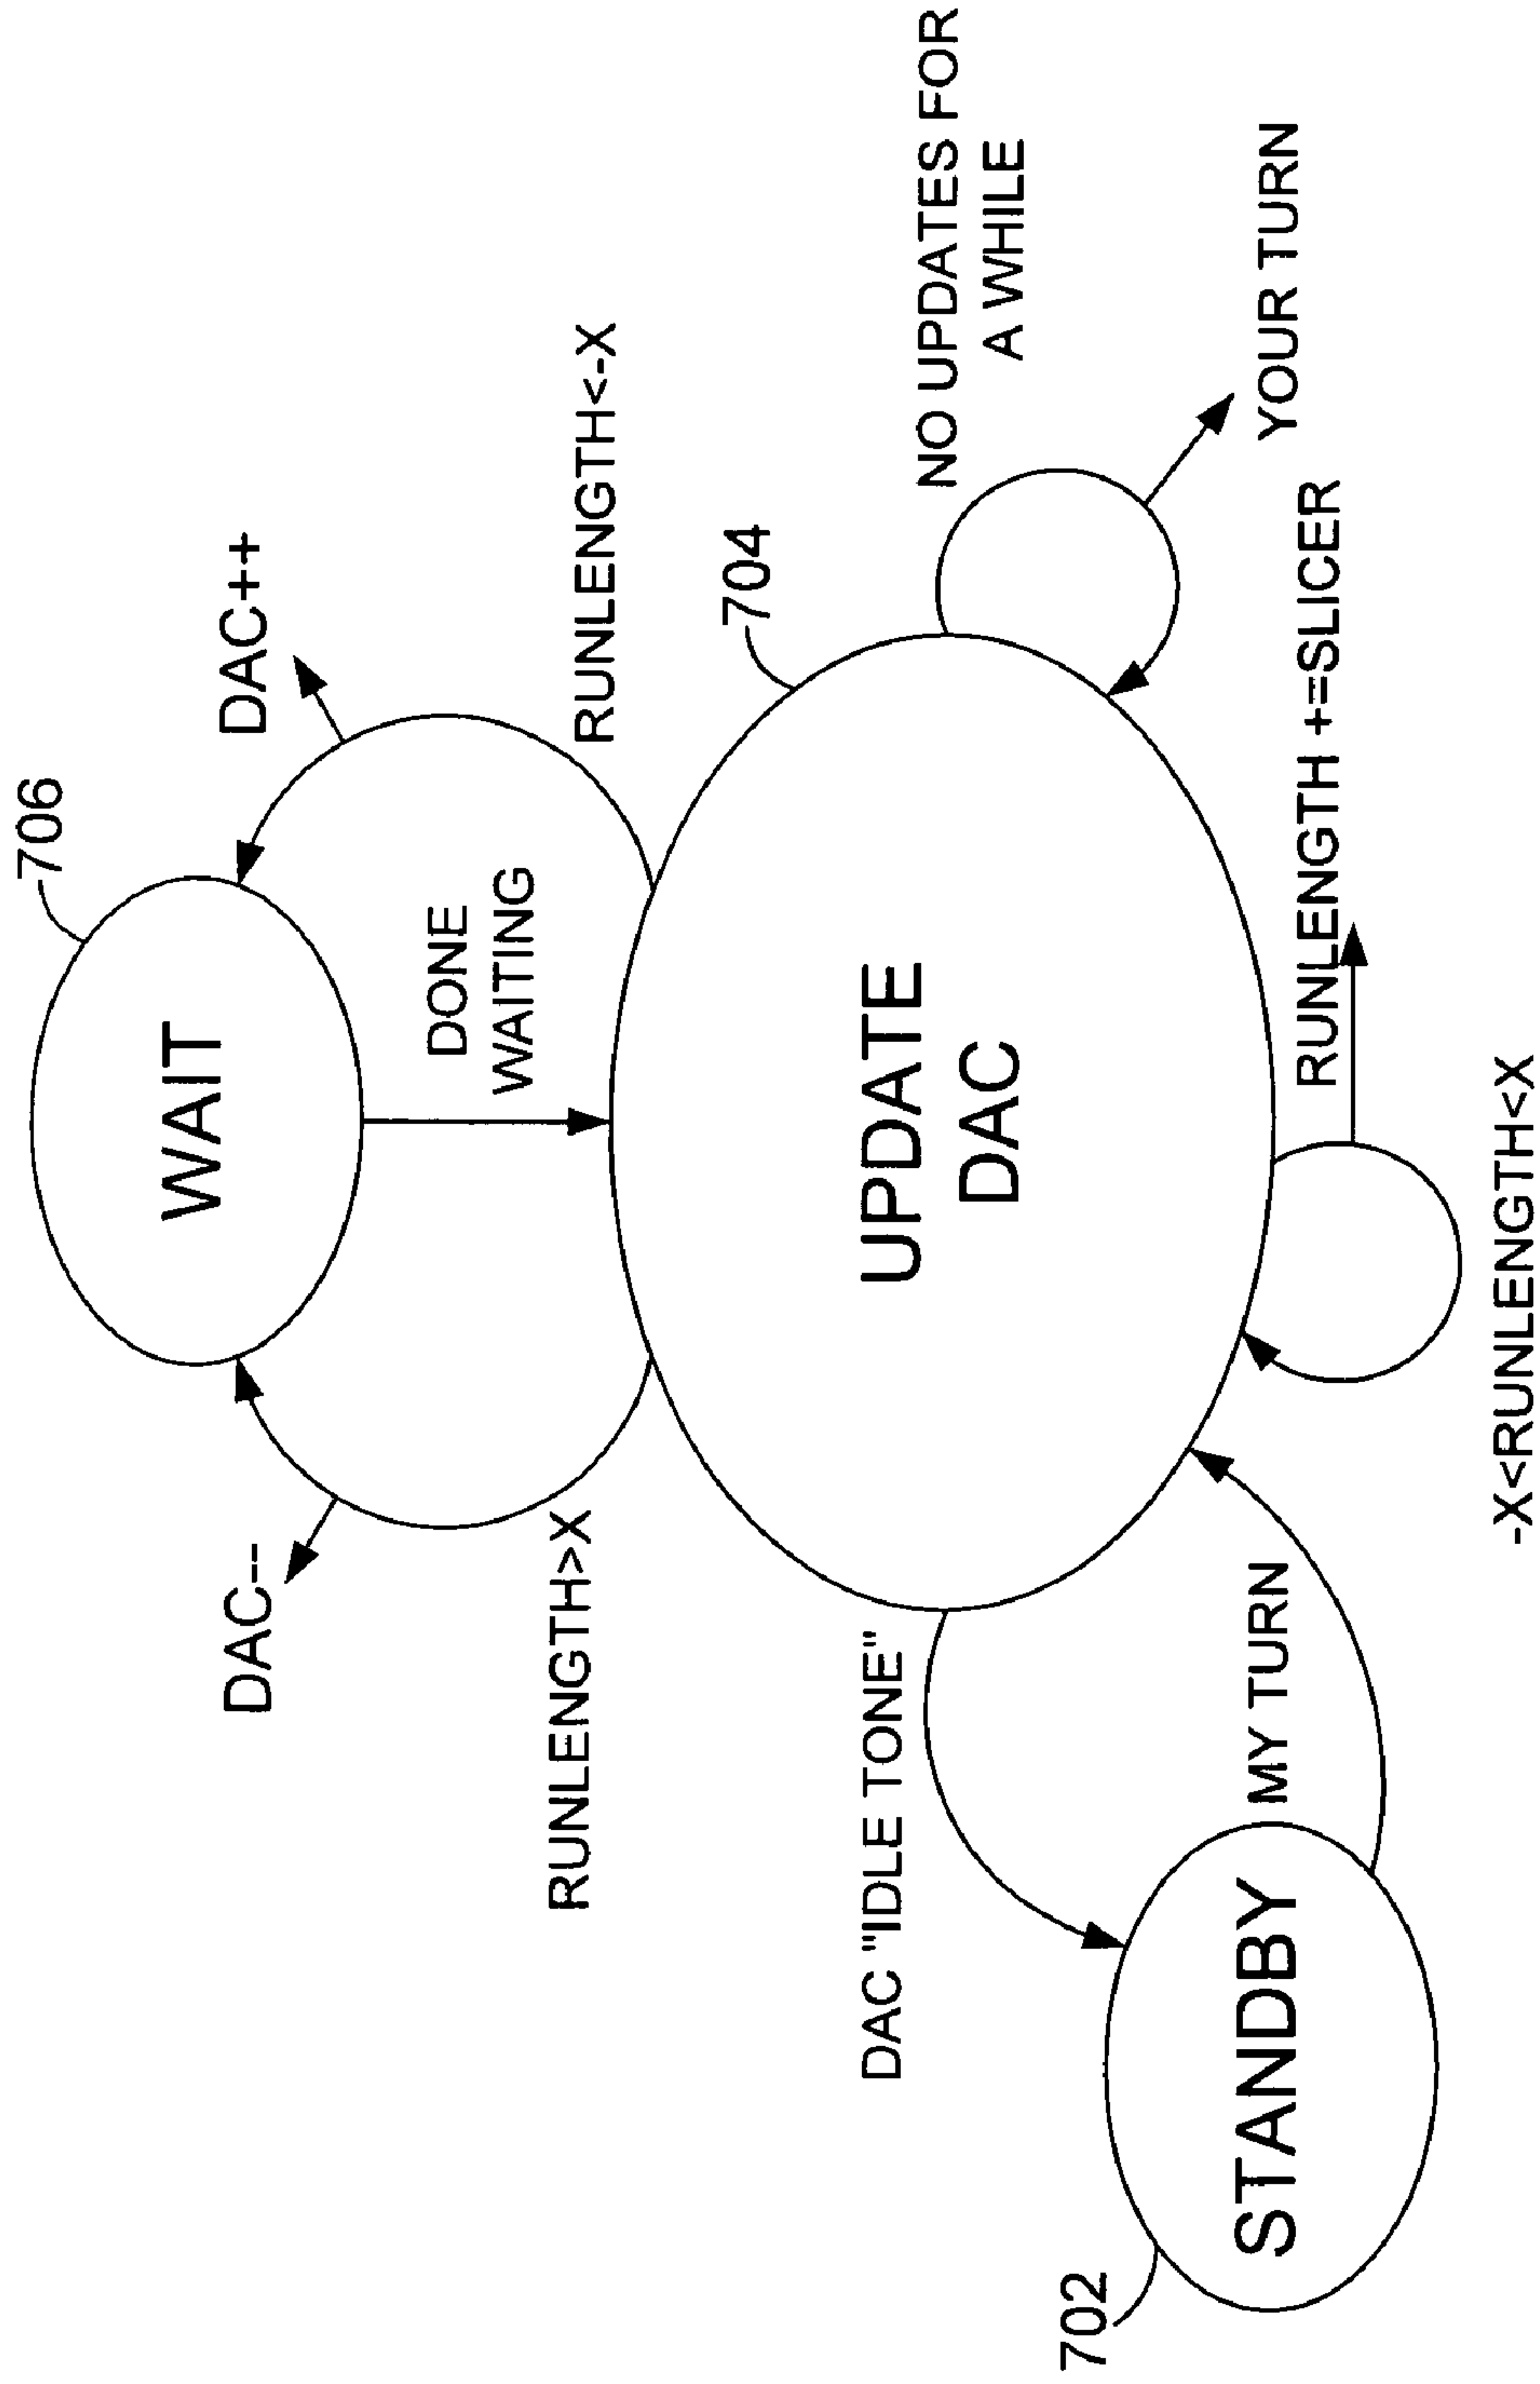 706
WAIT
DAC--
DAC++
DONE
WAITING
RUNLENGTH>X
RUNLENGTH<-X
704
DAC "IDLE TONE"
UPDATE
DAC
NO UPDATES FOR
A WHILE
702
STANDBY
MY TURN
YOUR TURN
RUNLENGTH +=SLICER
-X<RUNLENGTH<X